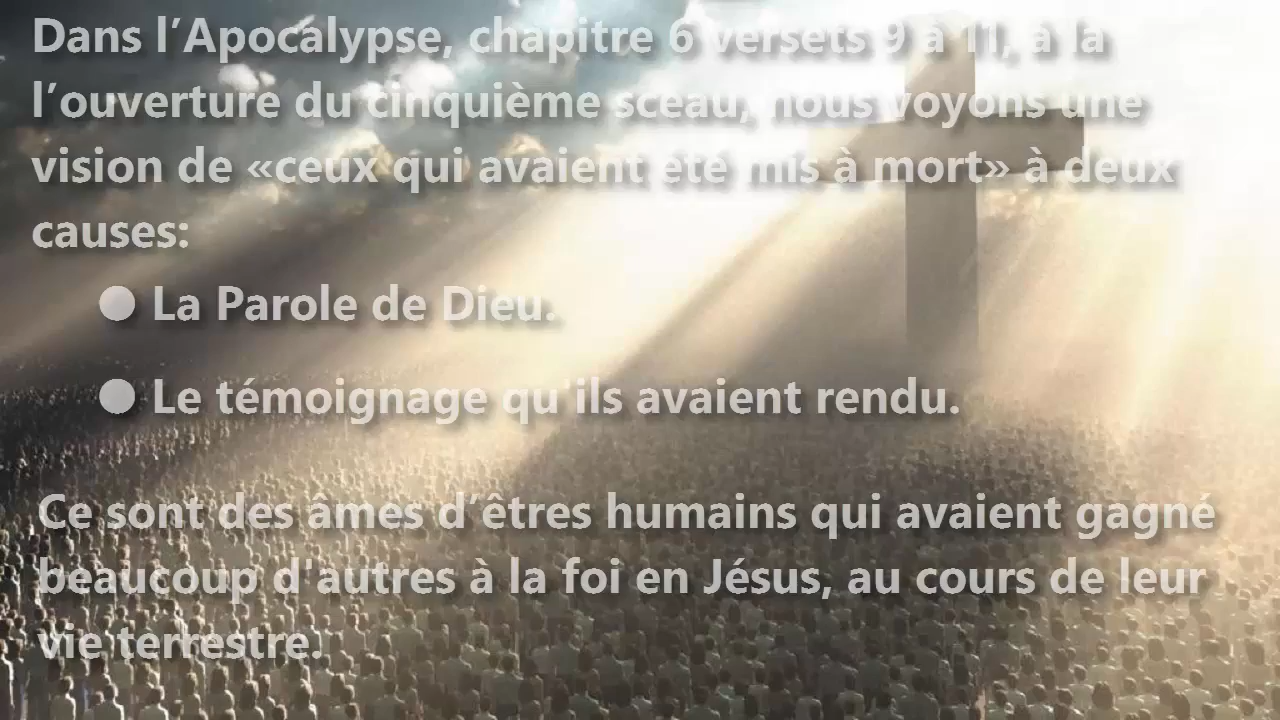 Dans l’Apocalypse, chapitre 6 versets 9 à 11, à la
l’ouverture du cinquième sceau, nous voyons une
vision de «ceux qui avaient été mis à mort» à deux
causes:
● La Parole de Dieu.
● Le témoignage qu'ils avaient rendu.
Ce sont des âmes d’êtres humains qui avaient gagné
beaucoup d'autres à la foi en Jésus, au cours de leur
vie terrestre.